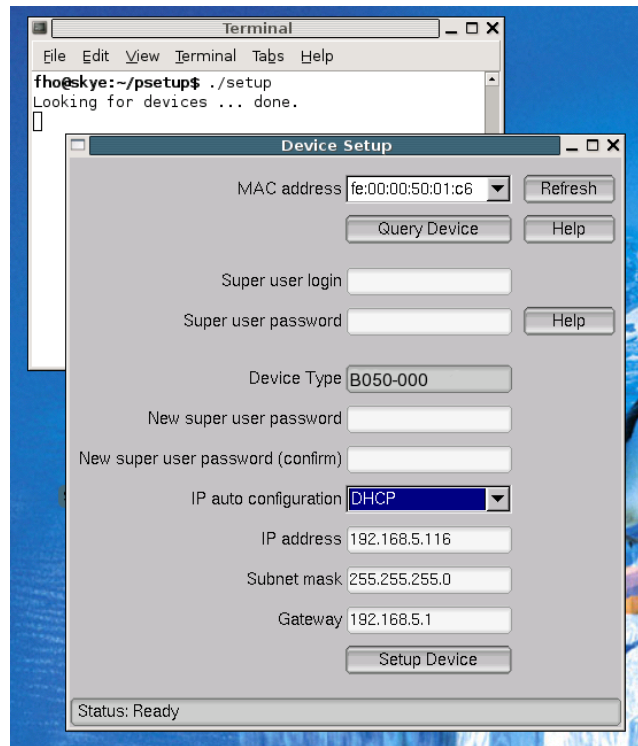 Terminal
File Edit View Terminal Tabs Help
fho@skye:~/psetup$ ./setup
Looking for devices ... done.
Device Setup
MAC address fe:00:00:50:01:c6 Refresh
Query Device Help
Super user login
Super user password Help
Device Type B050-000
New super user password
New super user password (confirm)
IP auto configuration DHCP
IP address 192.168.5.116
Subnet mask 255.255.255.0
Gateway 192.168.5.1
Setup Device
Status: Ready